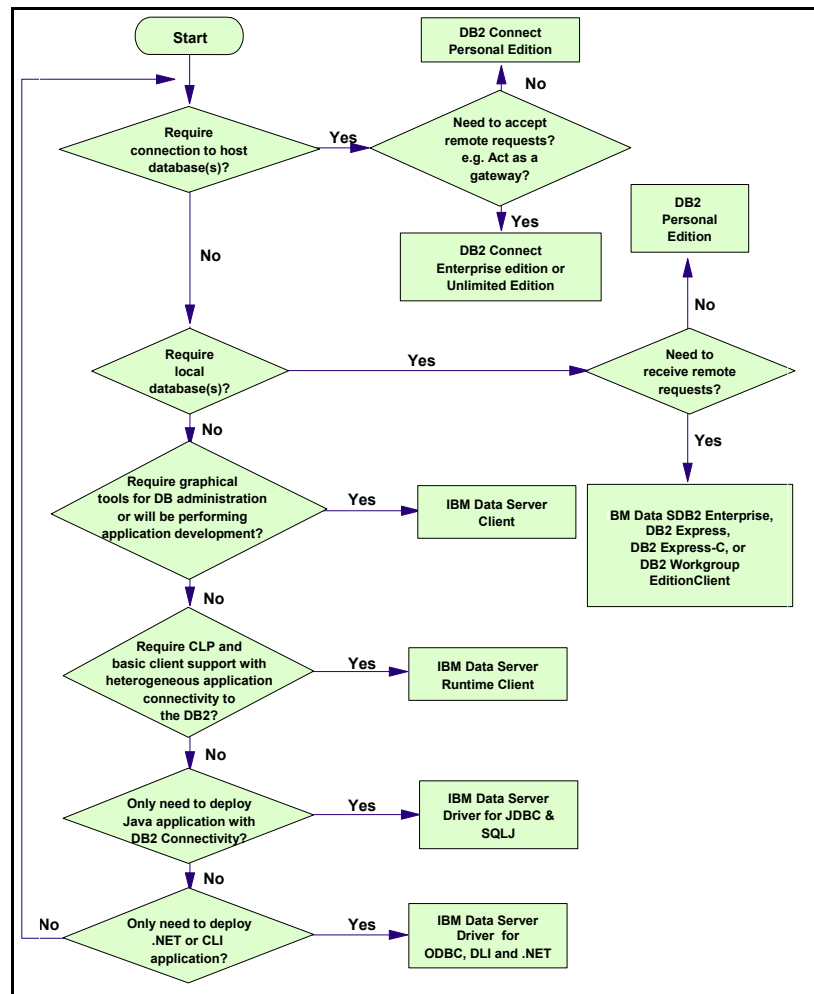 Start
DB2 Connect
Personal Edition
No
Require
connection to host
database(s)?
Yes
Need to accept
remote requests?
e.g. Act as a
gateway?
Yes
DB2 Connect
Enterprise edition or
Unlimited Edition
DB2
Personal
Edition
No
No
Require
local
database(s)?
Yes
Need to
receive remote
requests?
No
Yes
Require graphical
tools for DB administration
or will be performing
application development?
Yes
IBM Data Server
Client
BM Data SDB2 Enterprise,
DB2 Express,
DB2 Express-C, or
DB2 Workgroup
EditionClient
No
Require CLP and
basic client support with
heterogeneous application
connectivity to
the DB2?
Yes
IBM Data Server
Runtime Client
No
Only need to deploy
Java application with
DB2 Connectivity?
Yes
IBM Data Server
Driver for JDBC &
SQLJ
No
No
Only need to deploy
.NET or CLI
application?
Yes
IBM Data Server
Driver for
ODBC, DLI and .NET